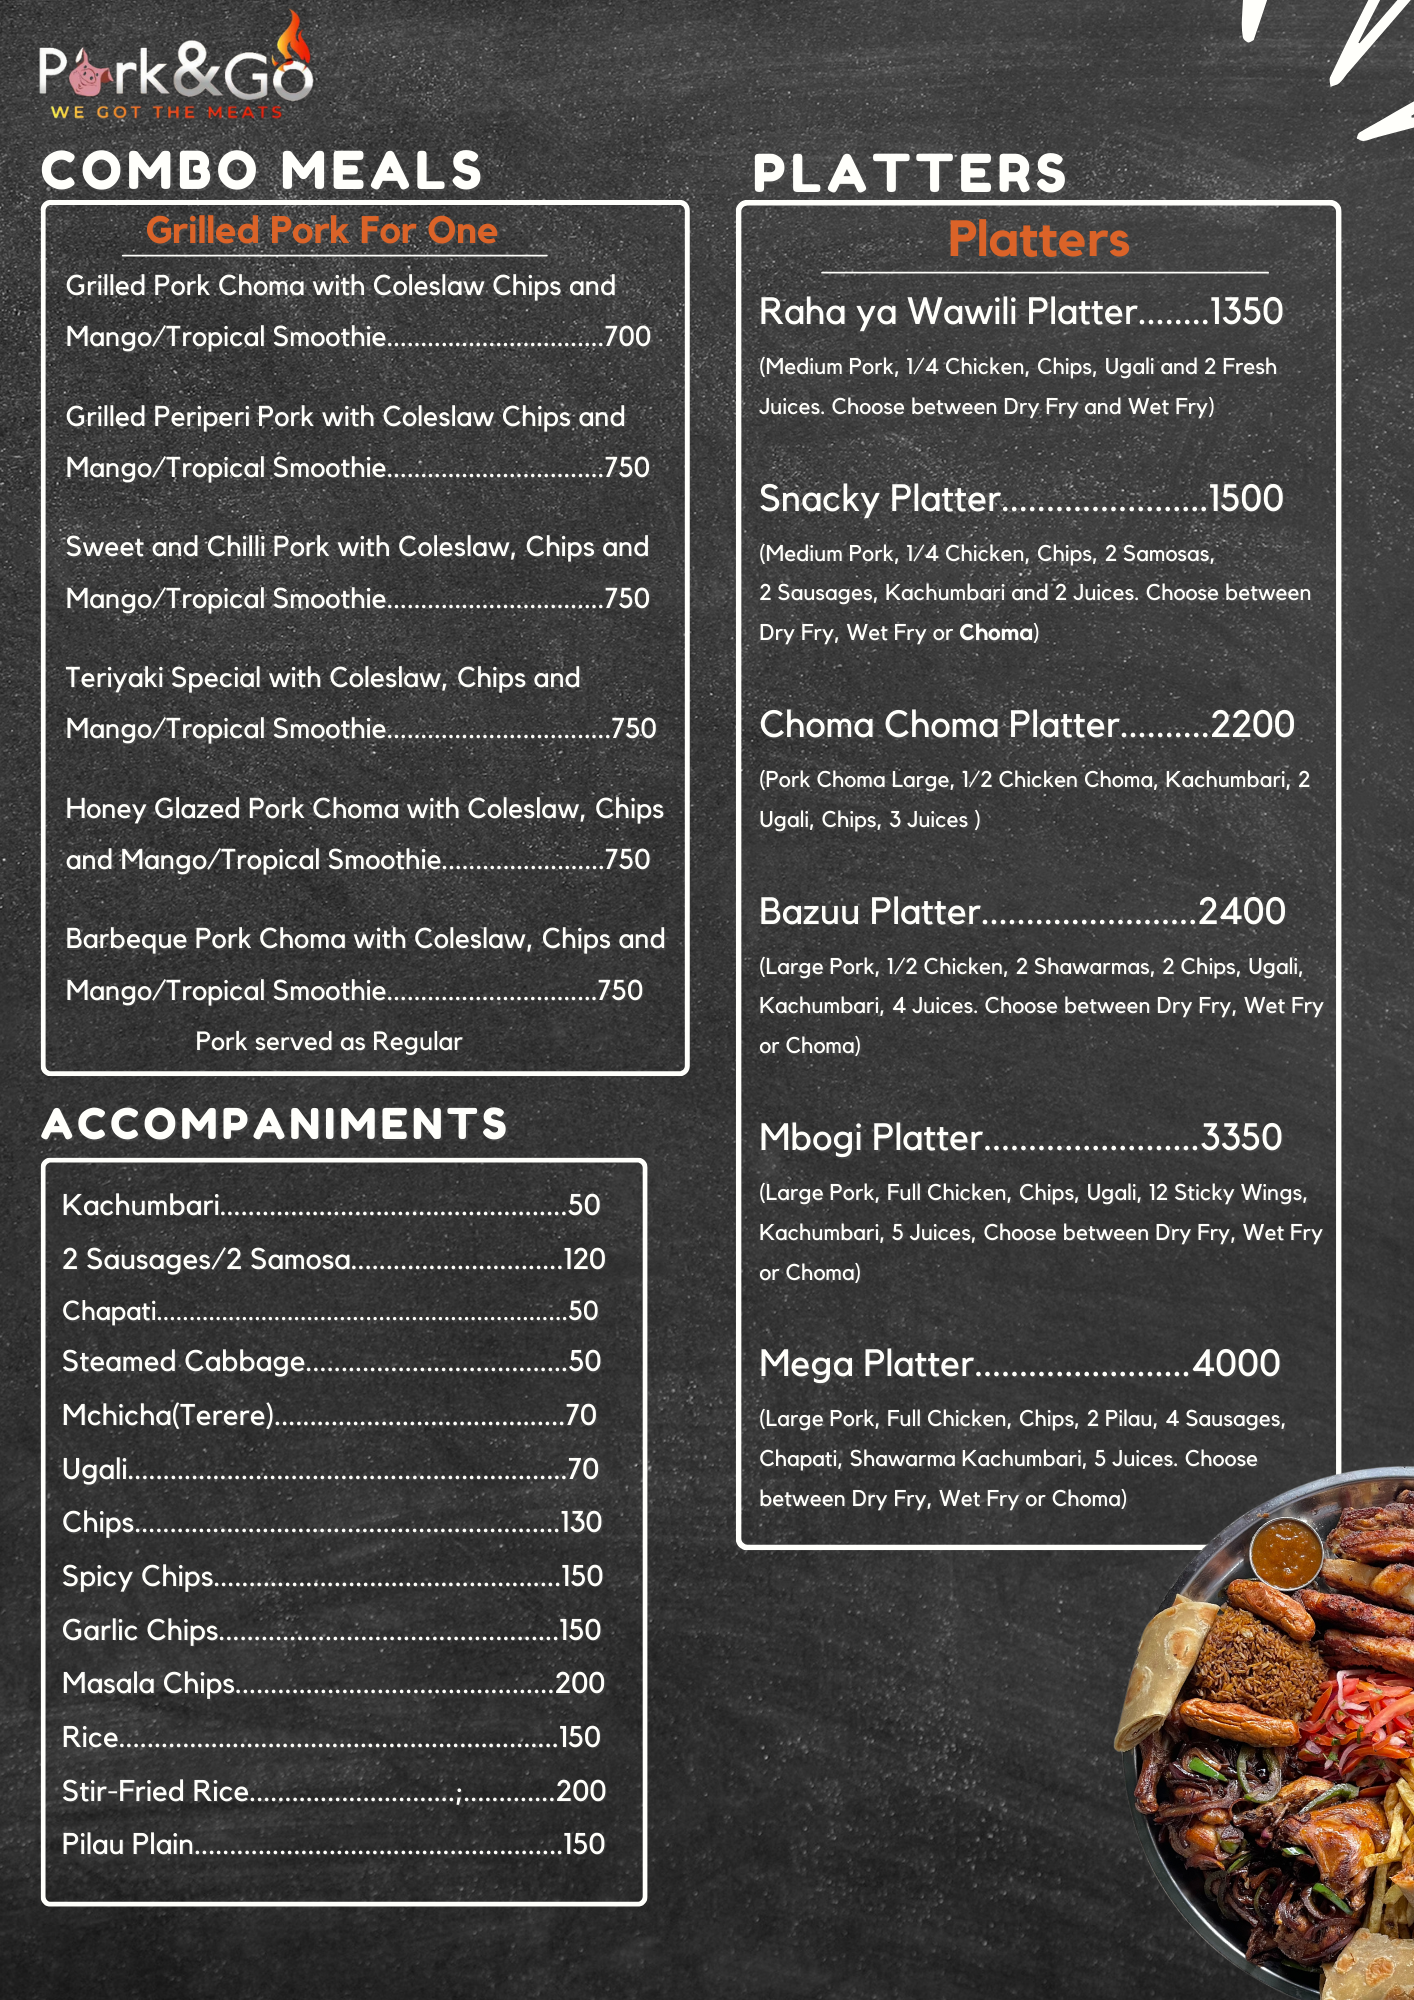 Pork&Go
WE GOT THE MEATS
COMBO MEALS
Grilled Pork For One
Grilled Pork Choma with Coleslaw Chips and
Mango/Tropical Smoothie................................700
Grilled Periperi Pork with Coleslaw Chips and
Mango/Tropical Smoothie................................750
Sweet and Chilli Pork with Coleslaw, Chips and
Mango/Tropical Smoothie................................750
Teriyaki Special with Coleslaw, Chips and
Mango/Tropical Smoothie.................................750
Honey Glazed Pork Choma with Coleslaw, Chips
and Mango/Tropical Smoothie........................750
Barbeque Pork Choma with Coleslaw, Chips and
Mango/Tropical Smoothie...............................750
Pork served as Regular
ACCOMPANIMENTS
Kachumbari.................................................50
2 Sausages/2 Samosa..............................120
Chapati...................................................................50
Steamed Cabbage.....................................50
Mchicha(Terere).........................................70
Ugali..............................................................70
Chips............................................................130
Spicy Chips.................................................150
Garlic Chips................................................150
Masala Chips.............................................200
Rice..............................................................150
Stir-Fried Rice.............................;.............200
Pilau Plain....................................................150
PLATTERS
Platters
Raha ya Wawili Platter........1350
(Medium Pork, 1/4 Chicken, Chips, Ugali and 2 Fresh
Juices. Choose between Dry Fry and Wet Fry)
Snacky Platter.......................1500
(Medium Pork, 1/4 Chicken, Chips, 2 Samosas,
2 Sausages, Kachumbari and 2 Juices. Choose between
Dry Fry, Wet Fry or Choma)
Choma Choma Platter..........2200
(Pork Choma Large, 1/2 Chicken Choma, Kachumbari, 2
Ugali, Chips, 3 Juices )
Bazuu Platter........................2400
(Large Pork, 1/2 Chicken, 2 Shawarmas, 2 Chips, Ugali,
Kachumbari, 4 Juices. Choose between Dry Fry, Wet Fry
or Choma)
Mbogi Platter........................3350
(Large Pork, Full Chicken, Chips, Ugali, 12 Sticky Wings,
Kachumbari, 5 Juices, Choose between Dry Fry, Wet Fry
or Choma)
Mega Platter........................4000
(Large Pork, Full Chicken, Chips, 2 Pilau, 4 Sausages,
Chapati, Shawarma Kachumbari, 5 Juices. Choose
between Dry Fry, Wet Fry or Choma)